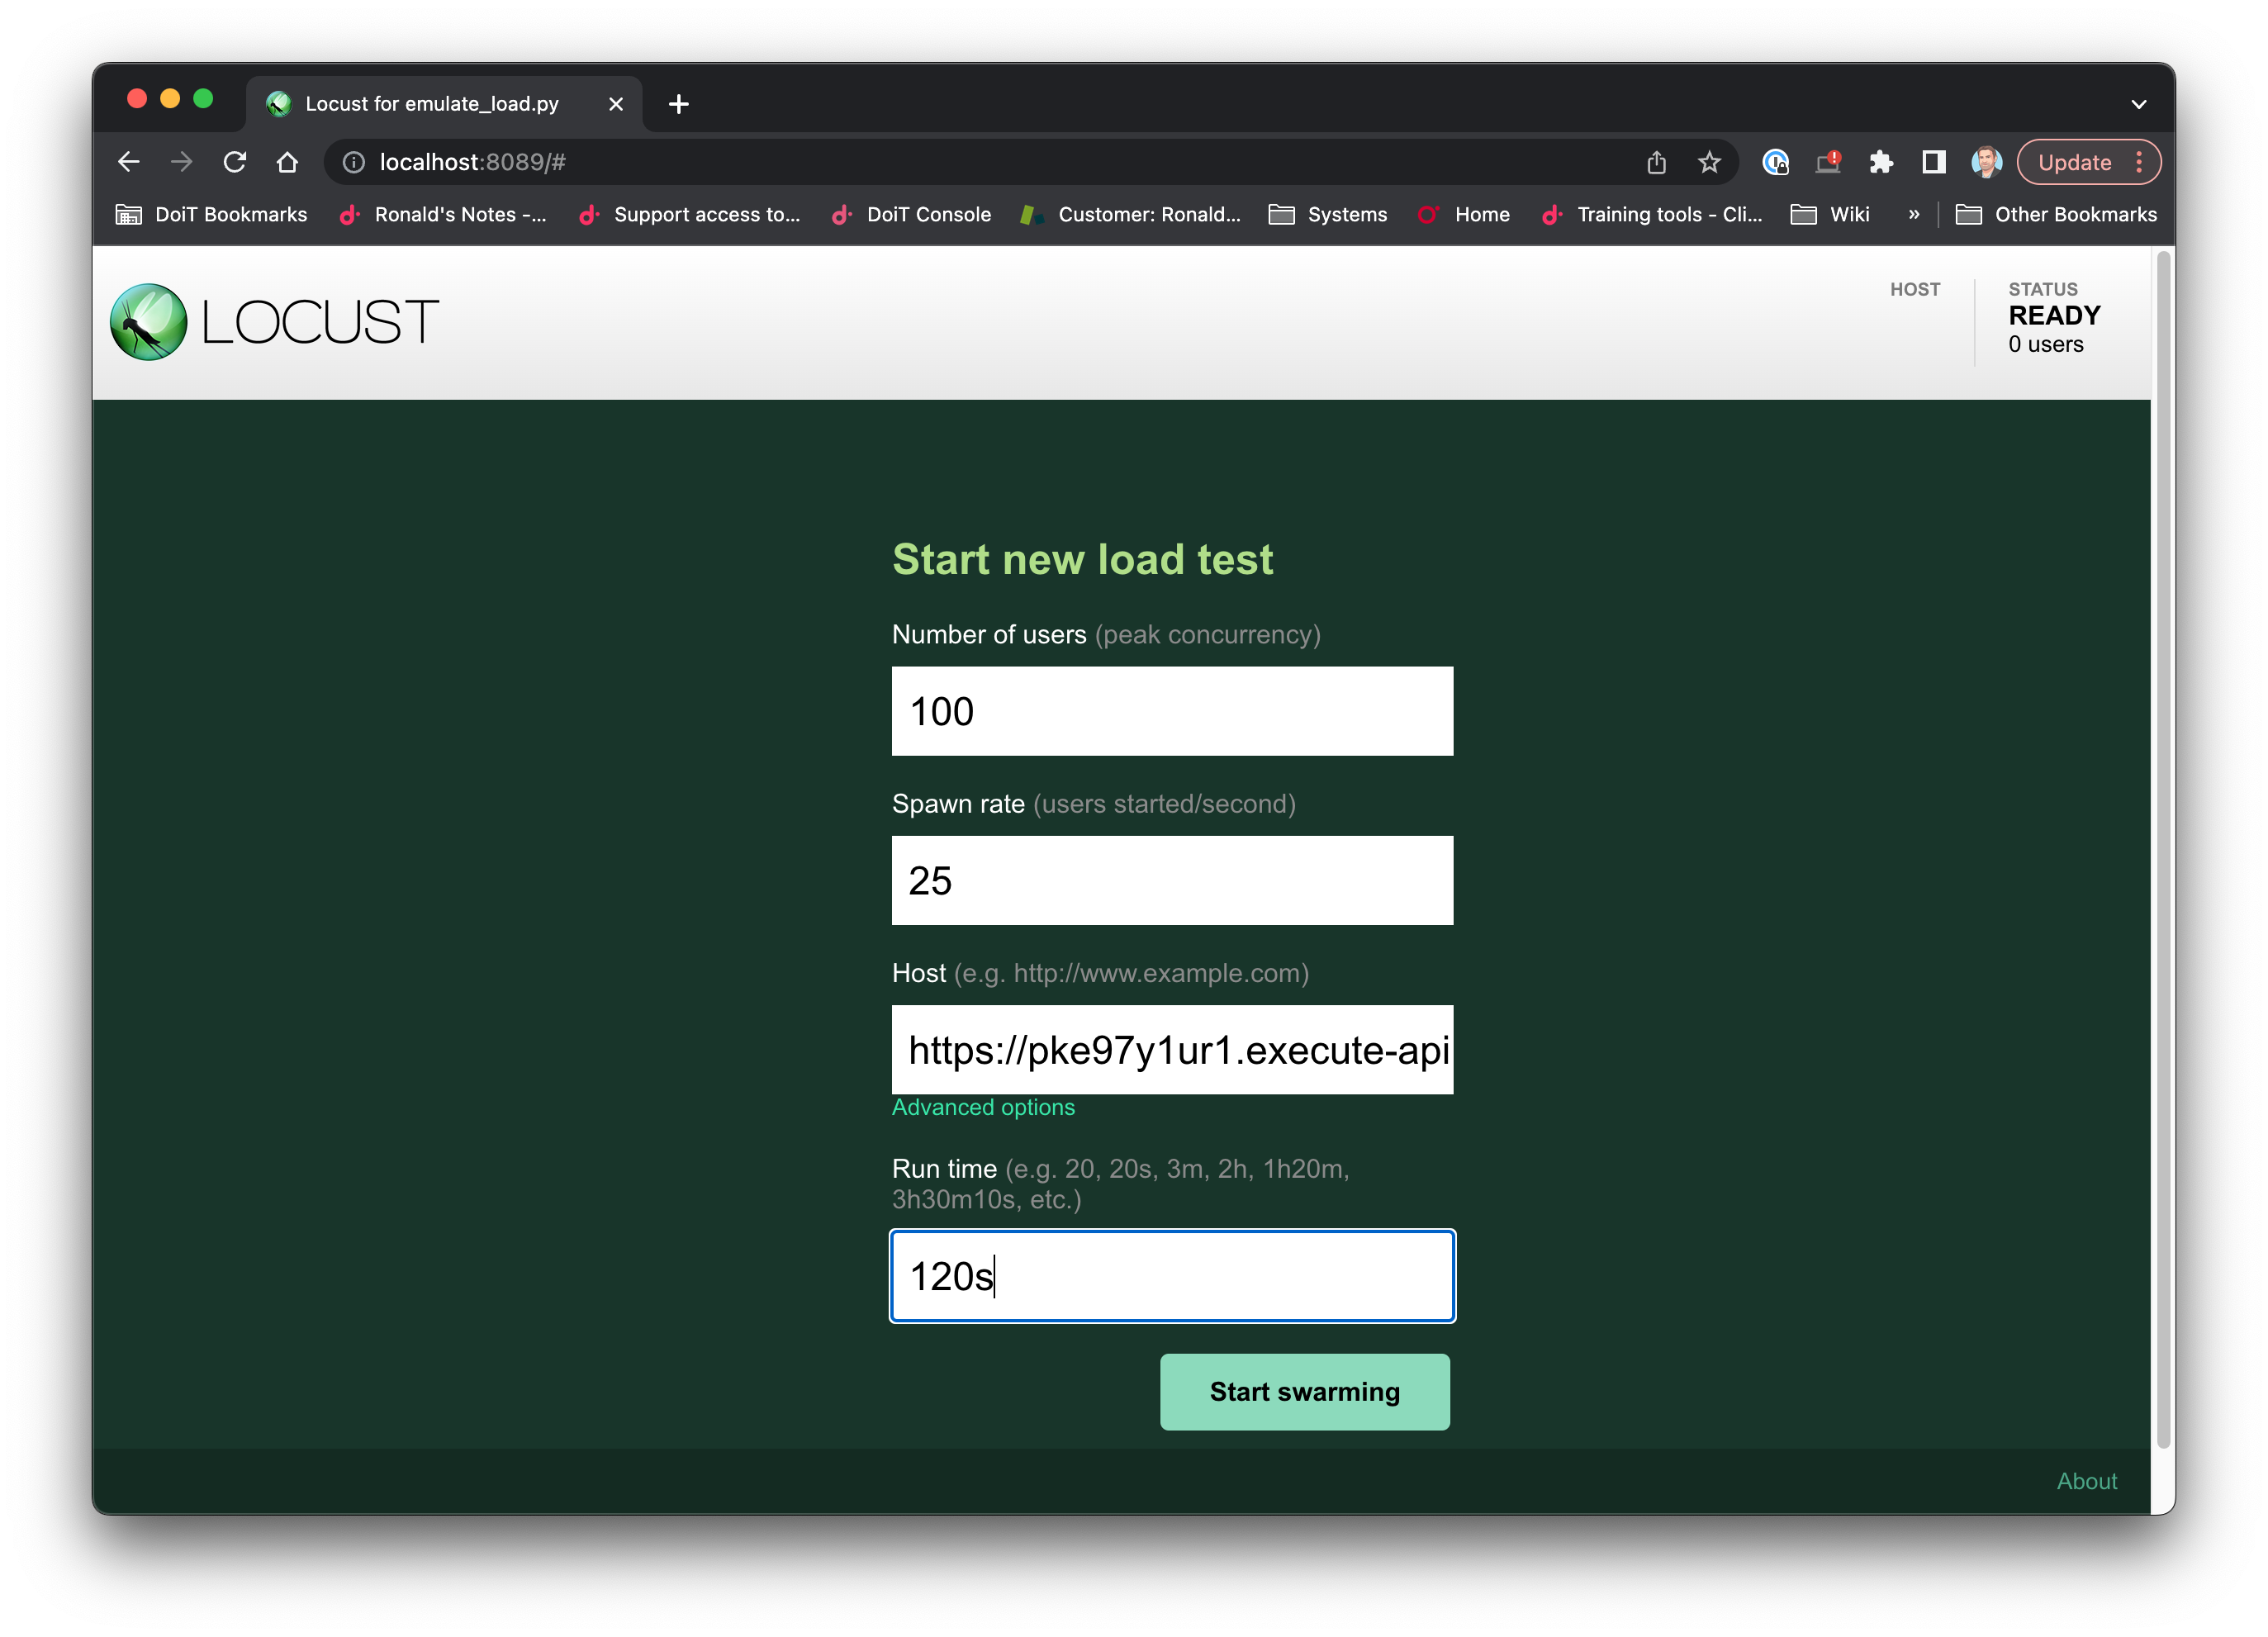 Locust for emulate_load.py
localhost:8089/#
Update
DoiT Bookmarks
Ronald's Notes -...
Support access to...
DoiT Console
Customer: Ronald...
Systems
Home
Training tools - Cli...
Wiki
»
Other Bookmarks
LOCUST
HOST
STATUS
READY
0 users
Start new load test
Number of users (peak concurrency)
100
Spawn rate (users started/second)
25
Host (e.g. http://www.example.com)
https://pke97y1ur1.execute-api
Advanced options
Run time (e.g. 20, 20s, 3m, 2h, 1h20m,
3h30m10s, etc.)
120s
Start swarming
About